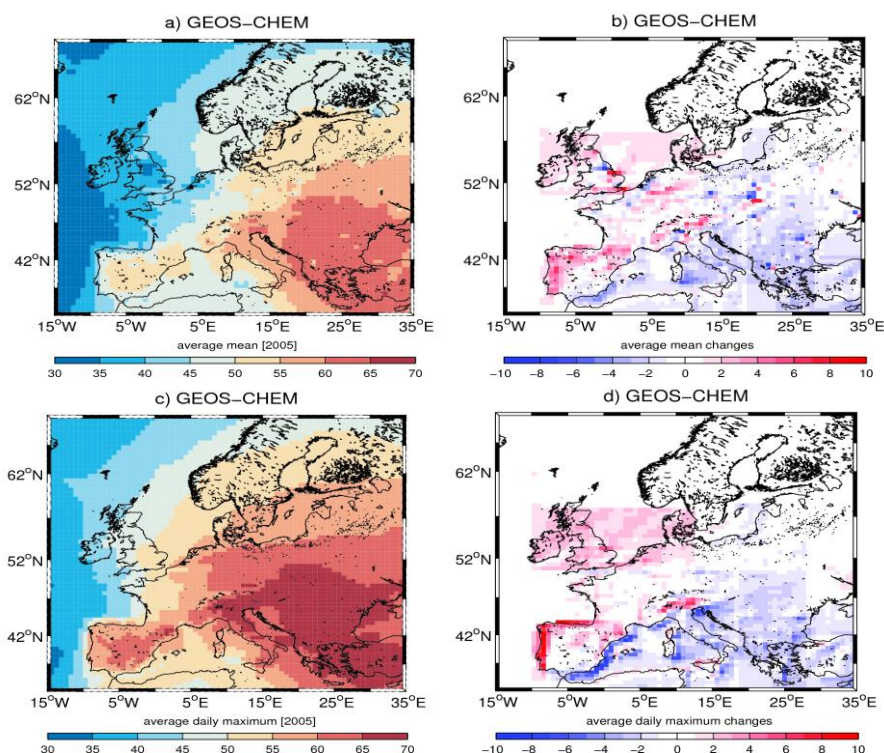 a) GEOS−CHEM
b) GEOS−CHEM
62°N
52°N
42°N
15°W
5°W
5°E
15°E
25°E
35°E
average mean [2005]
30 35 40 45 50 55 60 65 70
62°N
52°N
42°N
15°W
5°W
5°E
15°E
25°E
35°E
average mean changes
−10 −8 −6 −4 −2 0 2 4 6 8 10
c) GEOS−CHEM
d) GEOS−CHEM
62°N
52°N
42°N
15°W
5°W
5°E
15°E
25°E
35°E
average daily maximum [2005]
30 35 40 45 50 55 60 65 70
62°N
52°N
42°N
15°W
5°W
5°E
15°E
25°E
35°E
average daily maximum changes
−10 −8 −6 −4 −2 0 2 4 6 8 10